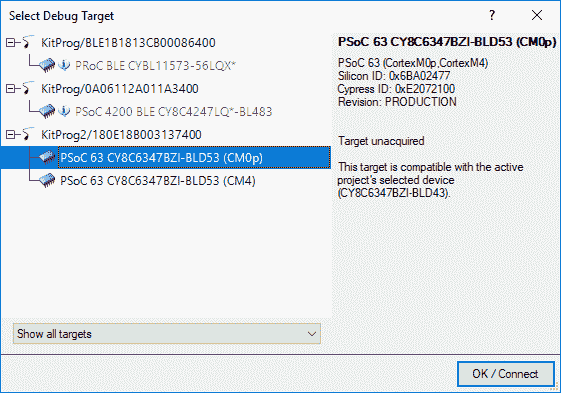 Select Debug Target
KitProg/BLE1B1813CB00086400
PRoC BLE CYBL11573-56LQX*
KitProg/0A06112A011A3400
PSoC 4200 BLE CY8C4247LQ*-BL483
KitProg2/180E18B003137400
PSoC 63 CY8C6347BZI-BLD53 (CM0p)
PSoC 63 CY8C6347BZI-BLD53 (CM4)
Show all targets
PSoC 63 CY8C6347BZI-BLD53 (CM0p)
PSoC 63 (CortexM0p,CortexM4)
Silicon ID: 0x6BA02477
Cypress ID: 0xE2072100
Revision: PRODUCTION
Target unacquired
This target is compatible with the active
project's selected device
(CY8C6347BZI-BLD43).
OK / Connect